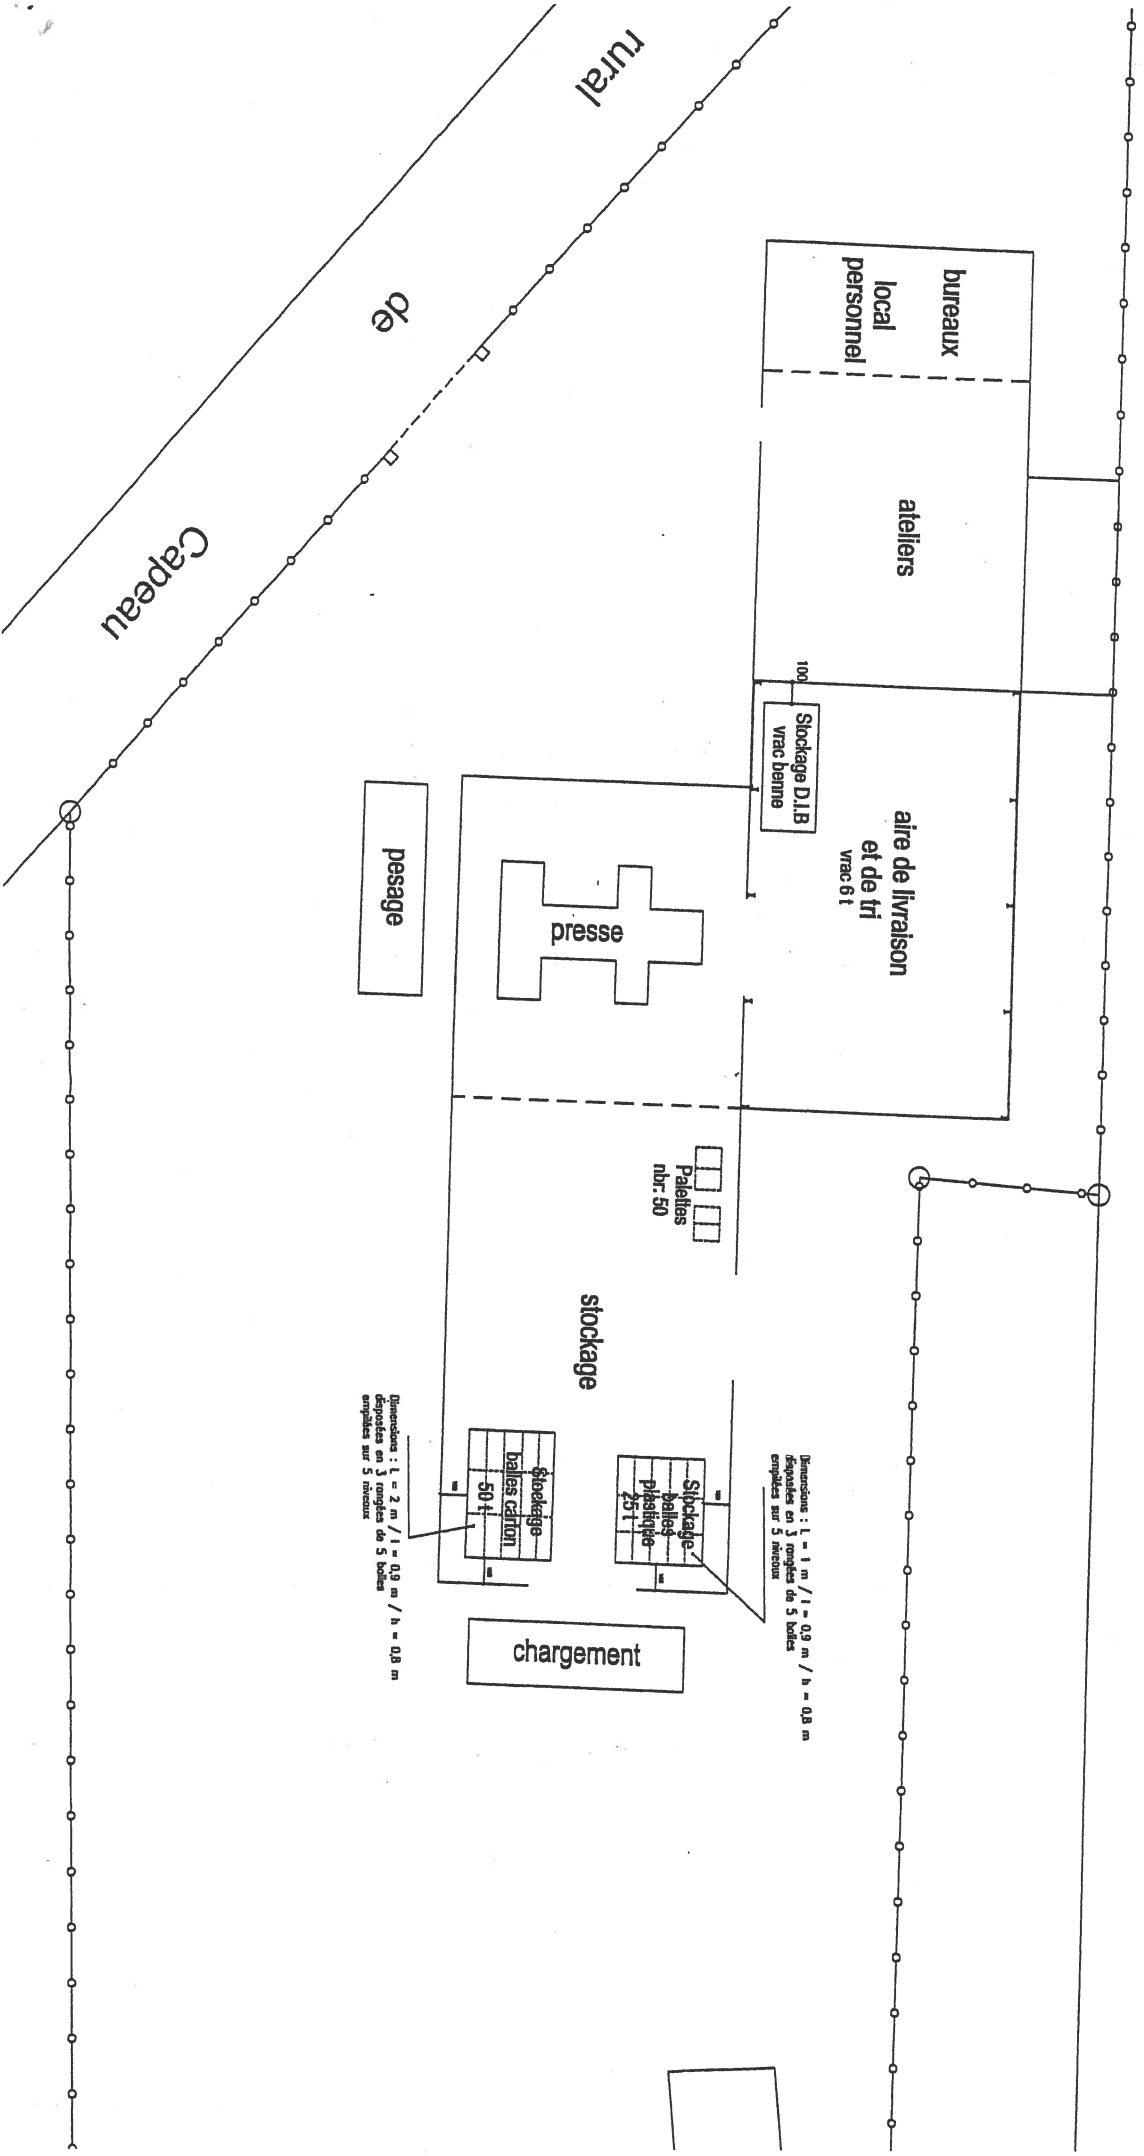 rural
de
Capeau
bureaux
local
personnel
ateliers
100
Stockage D.I.B
vrac benne
aire de livraison
et de tri
vrac 6 t
pesage
presse
Palettes
nbr: 50
stockage
Stockage
balles
plastique
25 t
Dimensions : L = 1 m / l = 0,9 m / h = 0,8 m
disposées en 3 rangées de 5 balles
empilées sur 5 niveaux
Stockage
balles carton
50 t
Dimensions : L = 2 m / l = 0,9 m / h = 0,8 m
disposées en 3 rangées de 5 balles
empilées sur 5 niveaux
chargement